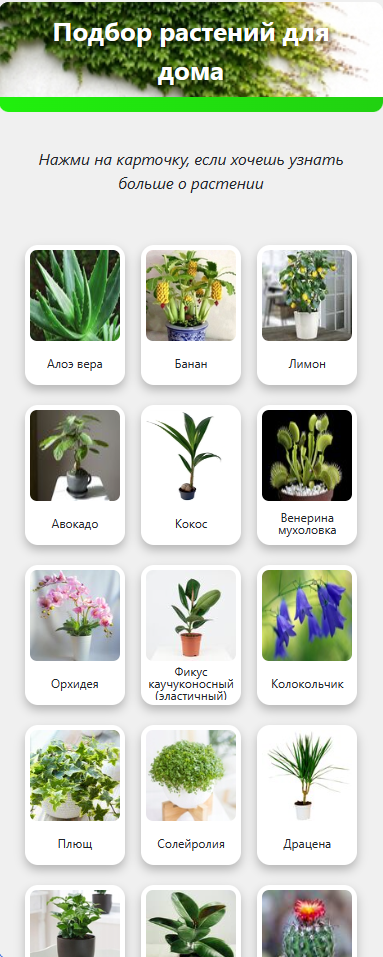 Подбор растений для
дома
Нажми на карточку, если хочешь узнать
больше о растении
Алоэ вера
Банан
Лимон
Авокадо
Кокос
Венерина
мухоловка
Орхидея
Фикус
каучуконосный
(эластичный)
Колокольчик
Плющ
Солейролия
Драцена